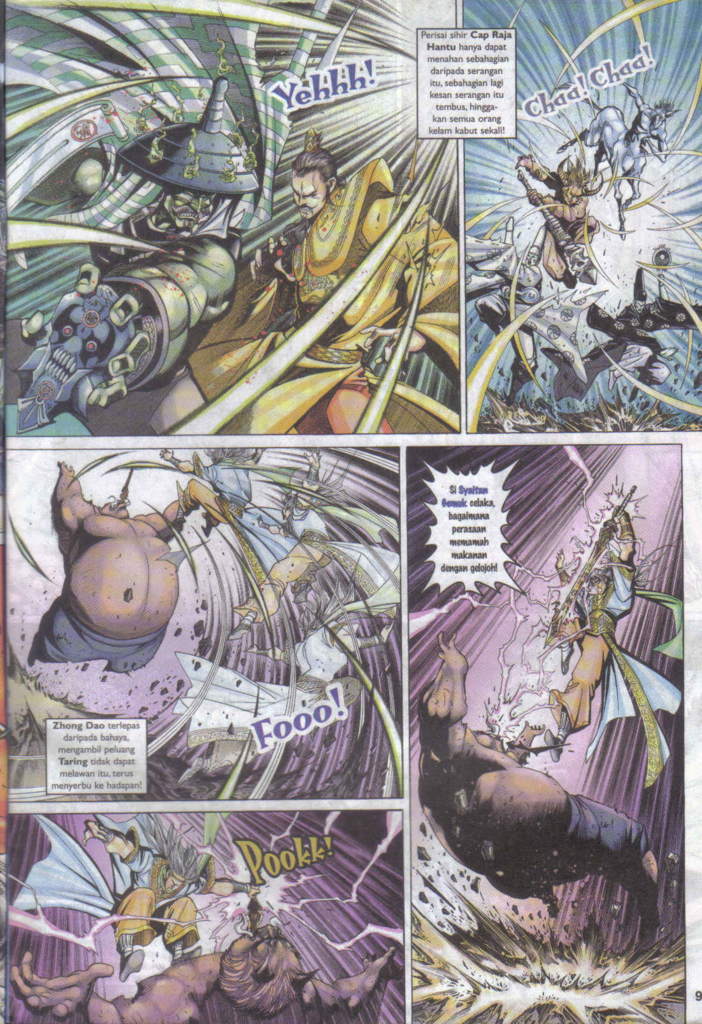 Yehhh!
Perisai sihir Cap Raja
Hantu hanya dapat
menahan sebahagian
daripada serangan
itu, sebahagian lagi
kesan serangan itu
tembus, hingga-
kan semua orang
kelam kabut sekali!
Chaa! Chaa!
Fooo!
Zhong Dao terlepas
daripada bahaya,
mengambil peluang
Taring tidak dapat
melawan itu, terus
menyerbu ke hadapan!
Si Syaitan
Gemuk celaka,
bagaimana
perasaan
memamah
makanan
dengan gelojoh!
Pookk!
9